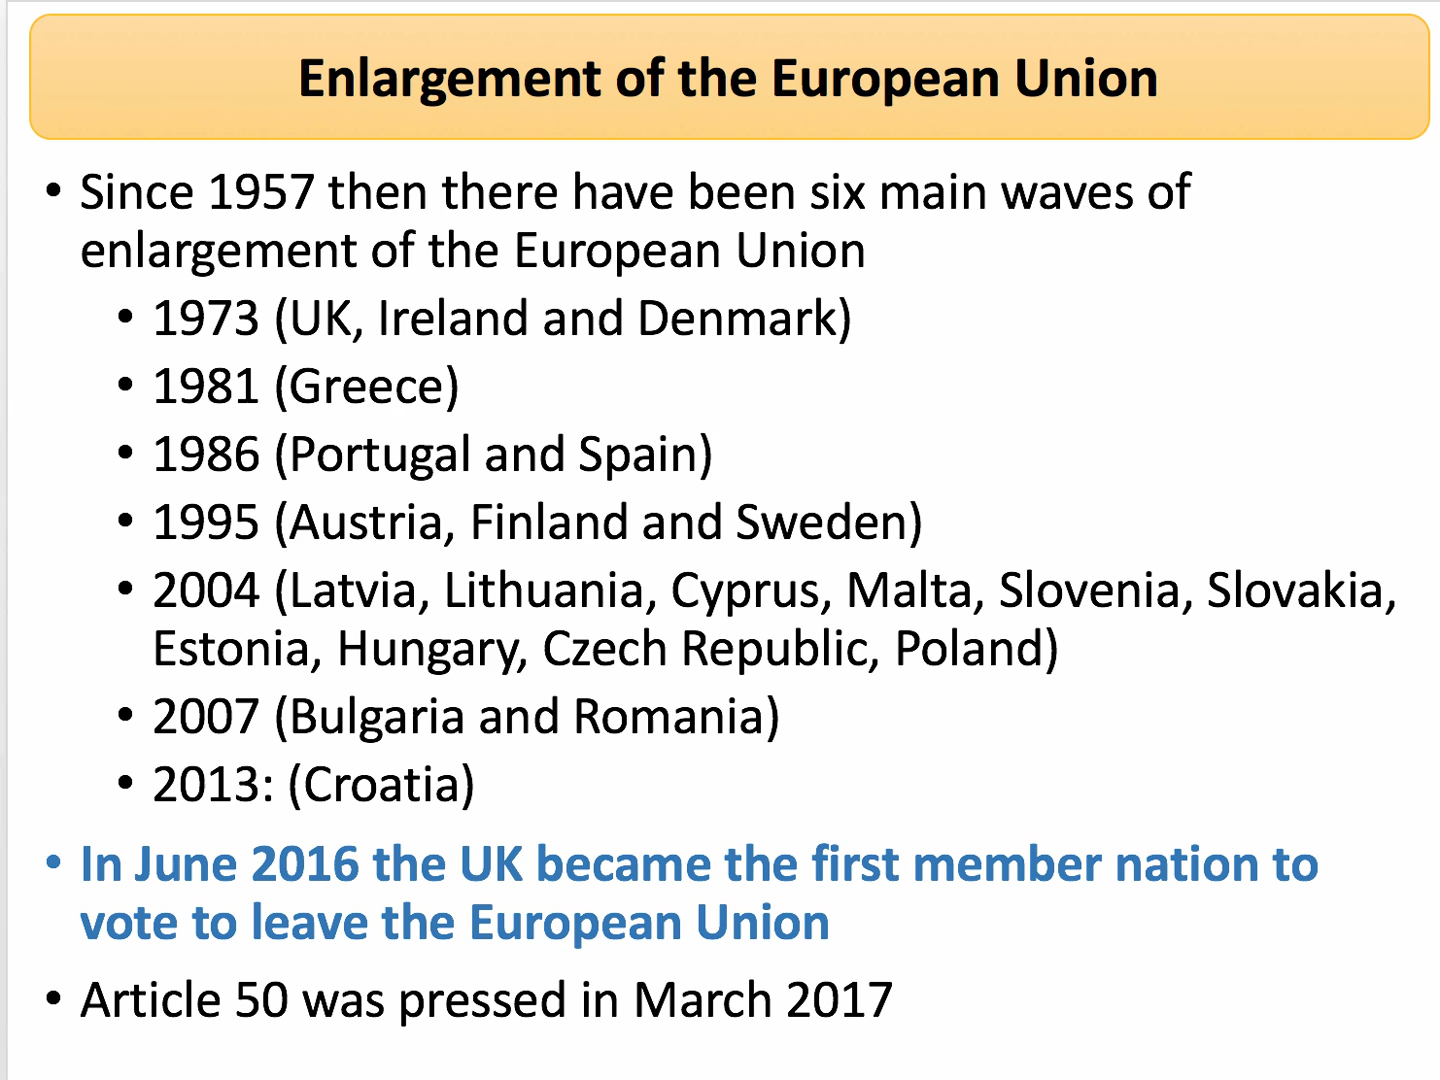 Enlargement of the European Union
• Since 1957 then there have been six main waves of
enlargement of the European Union
• 1973 (UK, Ireland and Denmark)
• 1981 (Greece)
• 1986 (Portugal and Spain)
• 1995 (Austria, Finland and Sweden)
• 2004 (Latvia, Lithuania, Cyprus, Malta, Slovenia, Slovakia,
Estonia, Hungary, Czech Republic, Poland)
• 2007 (Bulgaria and Romania)
• 2013: (Croatia)
• In June 2016 the UK became the first member nation to
vote to leave the European Union
• Article 50 was pressed in March 2017